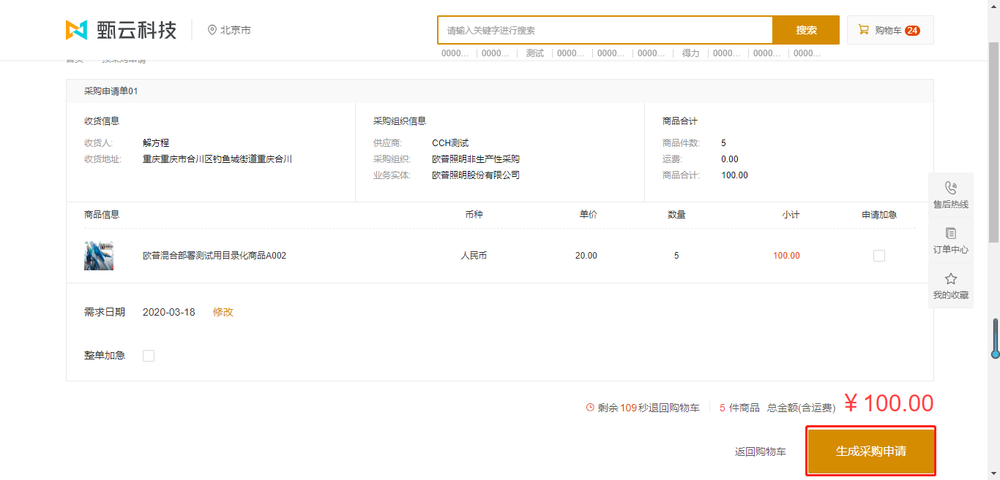 甄云科技
北京市
请输入关键字进行搜索
搜索
购物车 24
0000... 0000... 测试 0000... 0000... 0000... 得力 0000... 0000... 0000...
首页 预采购申请
采购申请单01
收货信息
收货人: 解方程
收货地址: 重庆重庆市合川区钓鱼城街道重庆合川
采购组织信息
供应商: CCH测试
采购组织: 欧普照明非生产性采购
业务实体: 欧普照明股份有限公司
商品合计
商品件数: 5
运费: 0.00
商品合计: 100.00
商品信息 币种 单价 数量 小计 申请加急
欧普混合部署测试用目录化商品A002 人民币 20.00 5 100.00
需求日期 2020-03-18 修改
整单加急
剩余109秒退回购物车 5 件商品 总金额(含运费) ¥ 100.00
返回购物车 生成采购申请
售后热线
订单中心
我的收藏